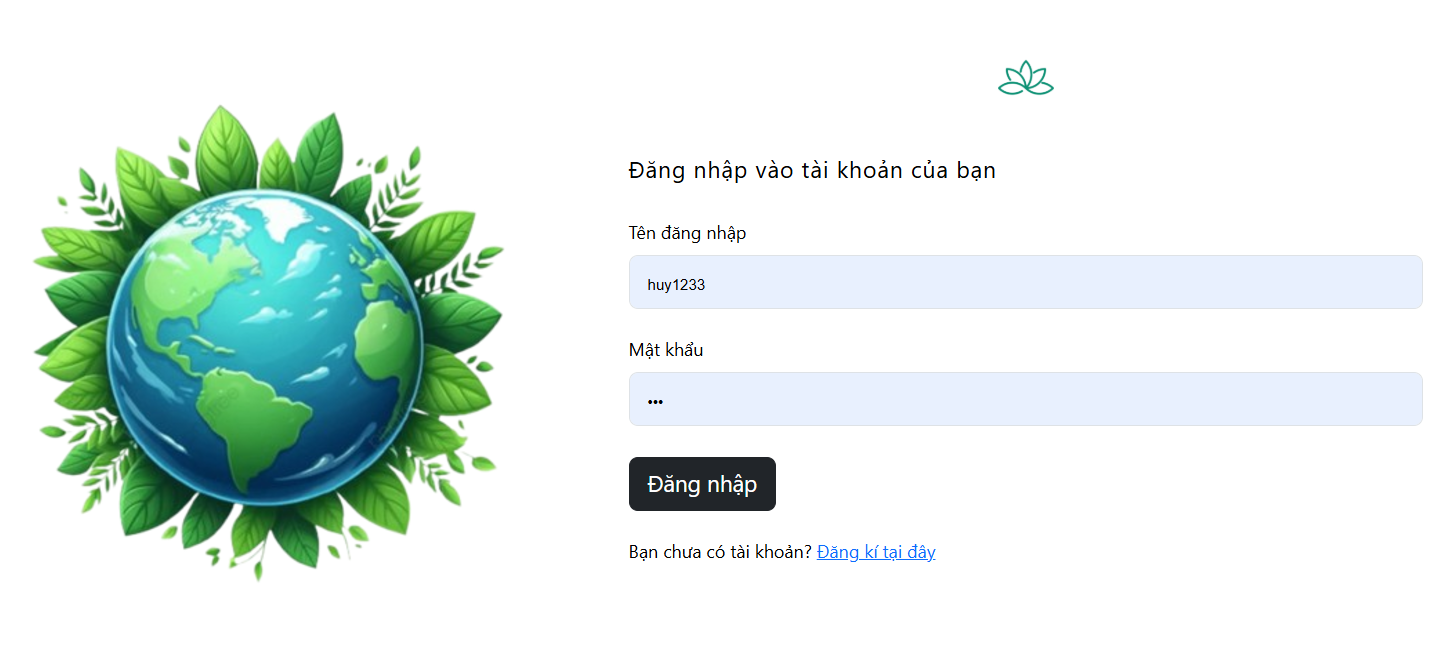 Đăng nhập vào tài khoản của bạn
Tên đăng nhập
huy1233
Mật khẩu
•••
Đăng nhập
Bạn chưa có tài khoản? Đăng kí tại đây